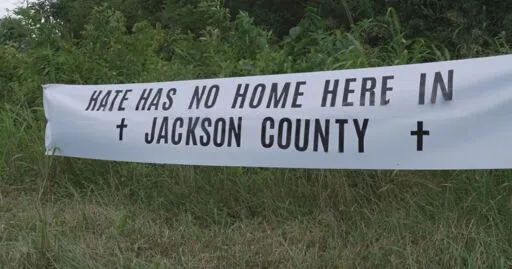 HATE HAS NO HOME HERE IN
✝ JACKSON COUNTY ✝